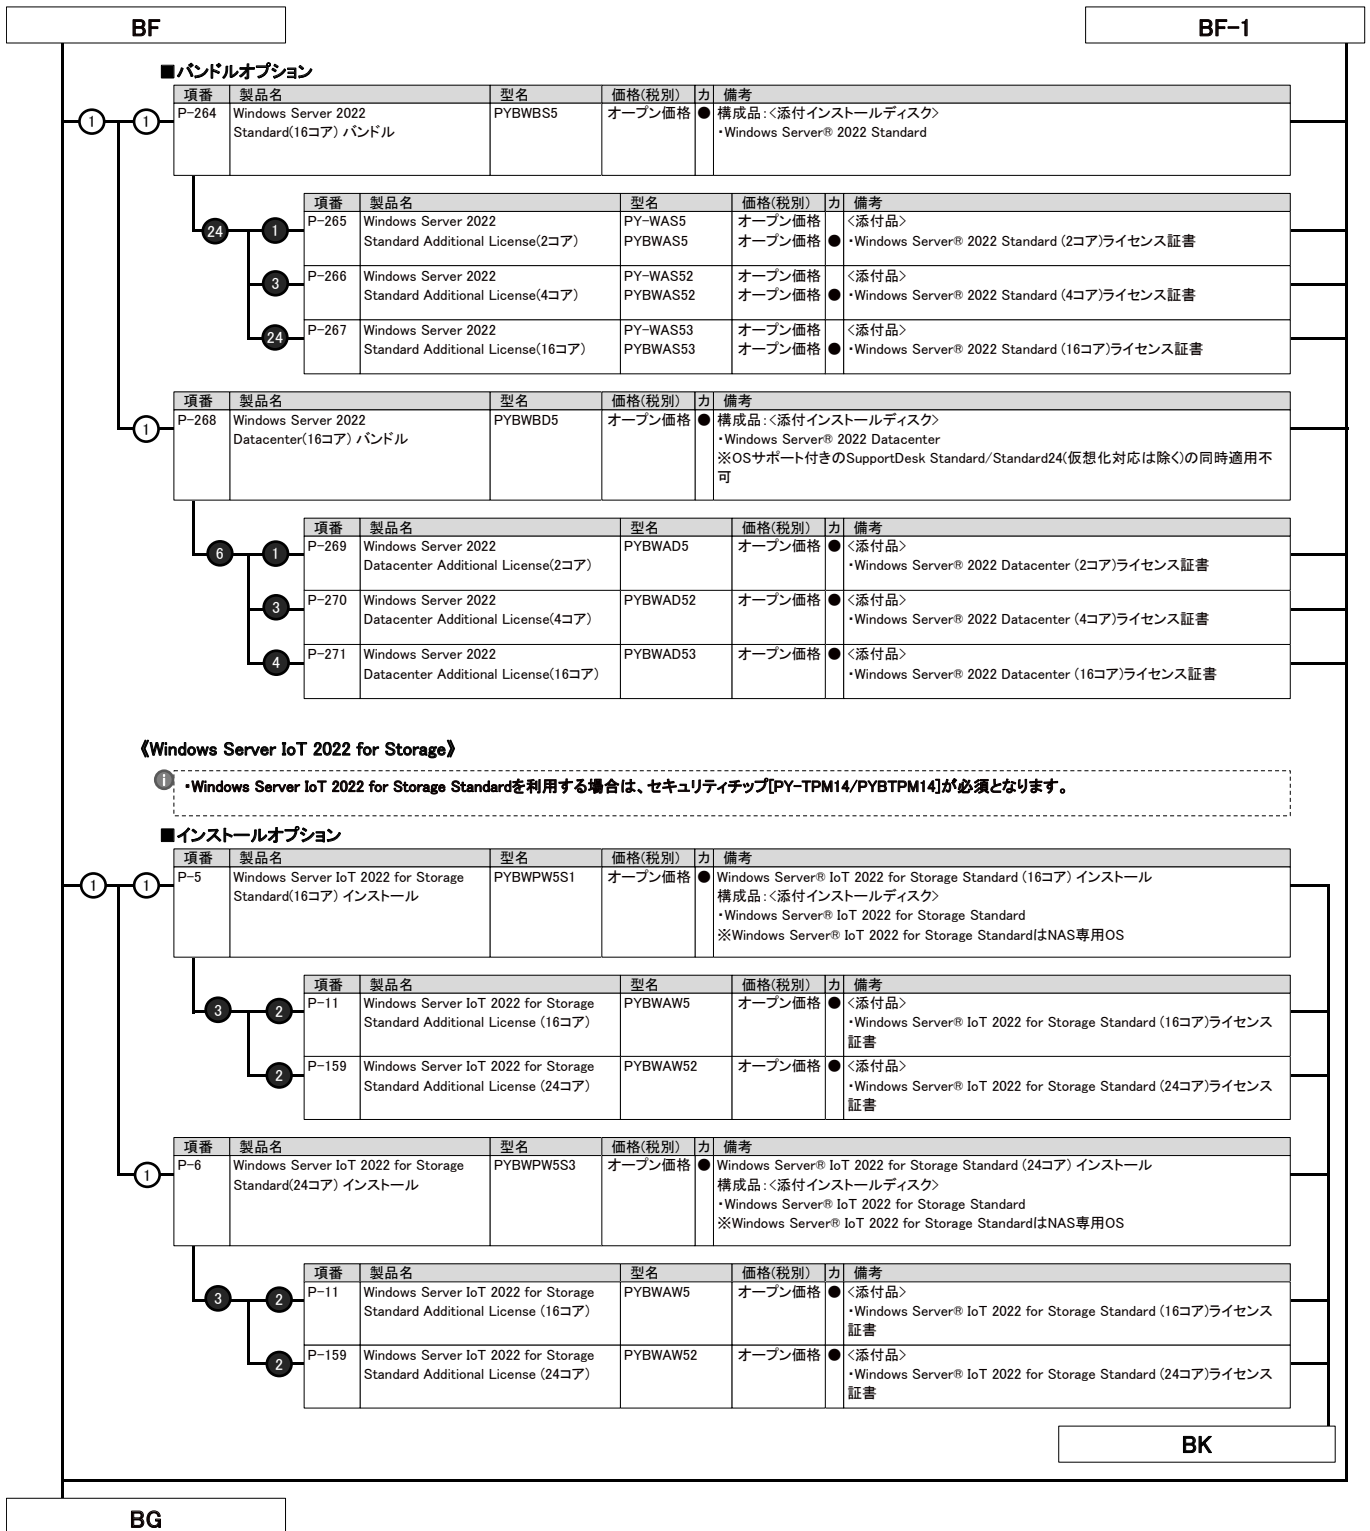 BF
BF-1
■バンドルオプション
項番 製品名 型名 価格(税別) カ 備考
1 1 P-264 Windows Server 2022 PYBWBS5 オープン価格 ● 構成品:<添付インストールディスク>
Standard(16コア) バンドル ・Windows Server® 2022 Standard
項番 製品名 型名 価格(税別) カ 備考
24 1 P-265 Windows Server 2022 PY-WAS5 オープン価格 <添付品>
Standard Additional License(2コア) PYBWAS5 オープン価格 ● ・Windows Server® 2022 Standard (2コア)ライセンス証書
3 P-266 Windows Server 2022 PY-WAS52 オープン価格 <添付品>
Standard Additional License(4コア) PYBWAS52 オープン価格 ● ・Windows Server® 2022 Standard (4コア)ライセンス証書
24 P-267 Windows Server 2022 PY-WAS53 オープン価格 <添付品>
Standard Additional License(16コア) PYBWAS53 オープン価格 ● ・Windows Server® 2022 Standard (16コア)ライセンス証書
項番 製品名 型名 価格(税別) カ 備考
1 P-268 Windows Server 2022 PYBWBD5 オープン価格 ● 構成品:<添付インストールディスク>
Datacenter(16コア) バンドル ・Windows Server® 2022 Datacenter
※OSサポート付きのSupportDesk Standard/Standard24(仮想化対応は除く)の同時適用不
可
項番 製品名 型名 価格(税別) カ 備考
6 1 P-269 Windows Server 2022 PYBWAD5 オープン価格 ● <添付品>
Datacenter Additional License(2コア) ・Windows Server® 2022 Datacenter (2コア)ライセンス証書
3 P-270 Windows Server 2022 PYBWAD52 オープン価格 ● <添付品>
Datacenter Additional License(4コア) ・Windows Server® 2022 Datacenter (4コア)ライセンス証書
4 P-271 Windows Server 2022 PYBWAD53 オープン価格 ● <添付品>
Datacenter Additional License(16コア) ・Windows Server® 2022 Datacenter (16コア)ライセンス証書
《Windows Server IoT 2022 for Storage》
i ・Windows Server IoT 2022 for Storage Standardを利用する場合は、セキュリティチップ[PY-TPM14/PYBTPM14]が必須となります。
■インストールオプション
項番 製品名 型名 価格(税別) カ 備考
1 1 P-5 Windows Server IoT 2022 for Storage PYBWPW5S1 オープン価格 ● Windows Server® IoT 2022 for Storage Standard (16コア) インストール
Standard(16コア) インストール 構成品:<添付インストールディスク>
・Windows Server® IoT 2022 for Storage Standard
※Windows Server® IoT 2022 for Storage StandardはNAS専用OS
項番 製品名 型名 価格(税別) カ 備考
3 2 P-11 Windows Server IoT 2022 for Storage PYBWAW5 オープン価格 ● <添付品>
Standard Additional License (16コア) ・Windows Server® IoT 2022 for Storage Standard (16コア)ライセンス
証書
2 P-159 Windows Server IoT 2022 for Storage PYBWAW52 オープン価格 ● <添付品>
Standard Additional License (24コア) ・Windows Server® IoT 2022 for Storage Standard (24コア)ライセンス
証書
項番 製品名 型名 価格(税別) カ 備考
1 P-6 Windows Server IoT 2022 for Storage PYBWPW5S3 オープン価格 ● Windows Server® IoT 2022 for Storage Standard (24コア) インストール
Standard(24コア) インストール 構成品:<添付インストールディスク>
・Windows Server® IoT 2022 for Storage Standard
※Windows Server® IoT 2022 for Storage StandardはNAS専用OS
項番 製品名 型名 価格(税別) カ 備考
3 2 P-11 Windows Server IoT 2022 for Storage PYBWAW5 オープン価格 ● <添付品>
Standard Additional License (16コア) ・Windows Server® IoT 2022 for Storage Standard (16コア)ライセンス
証書
2 P-159 Windows Server IoT 2022 for Storage PYBWAW52 オープン価格 ● <添付品>
Standard Additional License (24コア) ・Windows Server® IoT 2022 for Storage Standard (24コア)ライセンス
証書
BK
BG